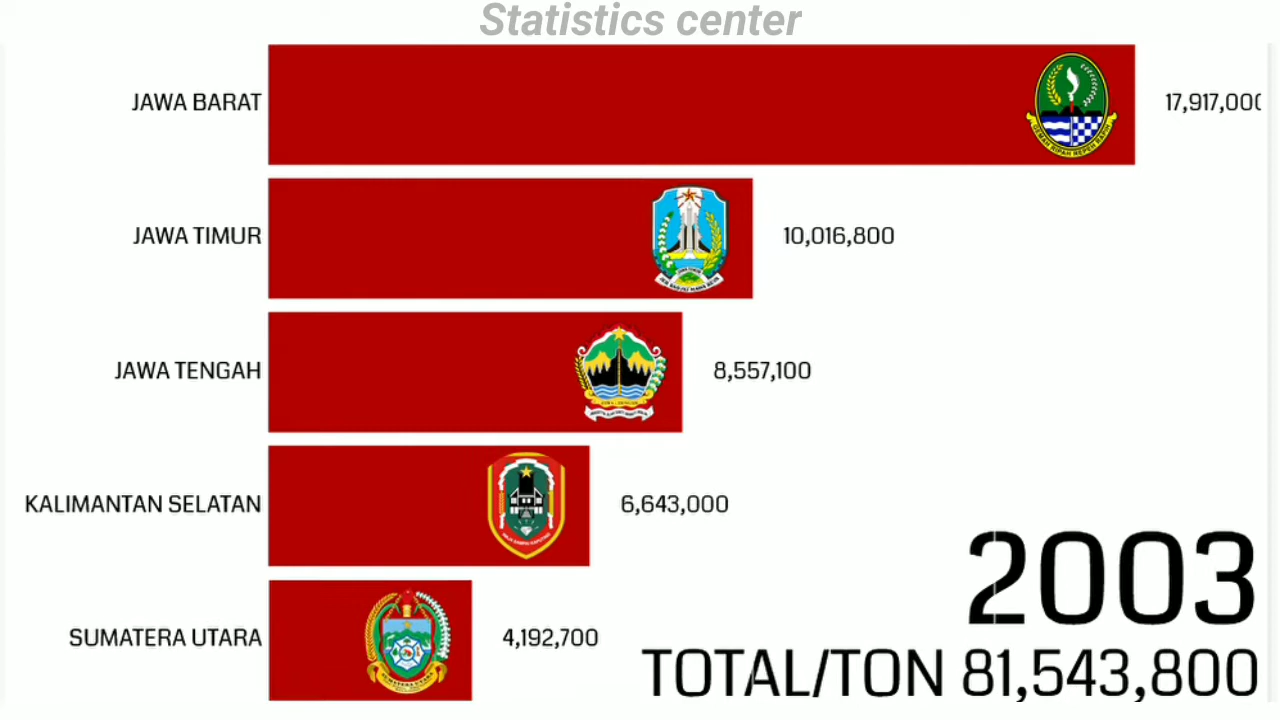 Statistics center
JAWA BARAT 17,917,000
JAWA TIMUR 10,016,800
JAWA TENGAH 8,557,100
KALIMANTAN SELATAN 6,643,000
SUMATERA UTARA 4,192,700
2003
TOTAL/TON 81,543,800